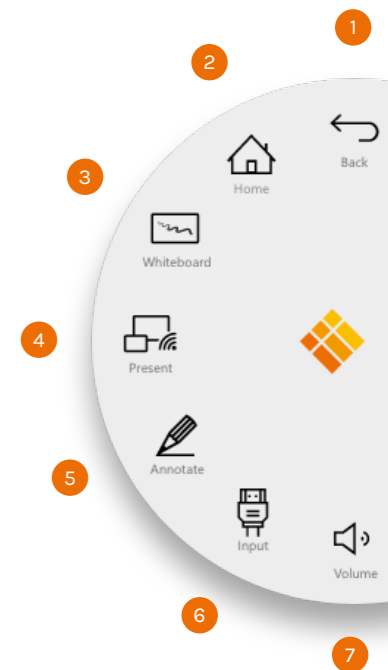 1
Back
2
Home
3
Whiteboard
4
Present
5
Annotate
6
Input
7
Volume